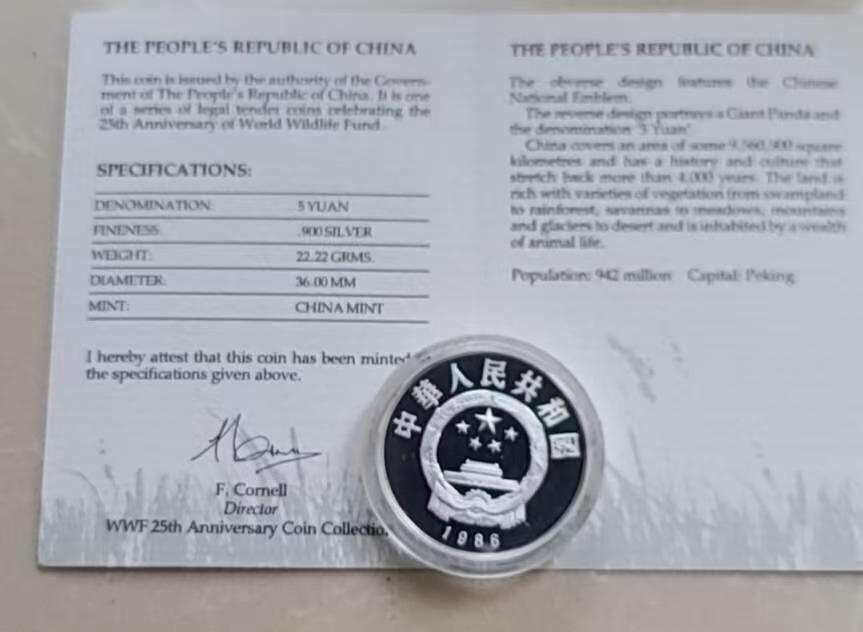 THE PEOPLE'S REPUBLIC OF CHINA
This coin is issued by the authority of the Govern-
ment of The People's Republic of China. It is one
of a series of legal tender coins celebrating the
25th Anniversary of World Wildlife Fund.
SPECIFICATIONS:
DENOMINATION: 5 YUAN
FINENESS: .900 SILVER
WEIGHT: 22.22 GRMS.
DIAMETER: 36.00 MM
MINT: CHINA MINT
I hereby attest that this coin has been minted
the specifications given above.
F. Cornell
Director
WWF 25th Anniversary Coin Collectio
THE PEOPLE'S REPUBLIC OF CHINA
The obverse design features the Chinese
National Emblem.
The reverse design portrays a Giant Panda and
the denomination "5 Yuan"
China covers an area of some square
kilometres and has a history and culture that
stretch back more than 4,000 years. The land is
rich with varieties of vegetation from swampland
to rainforest, savannas to meadows, mountains
and glaciers to desert and is inhabited by a wealth
of animal life.
Population: 942 million Capital: Peking
中華人民共和國
1986